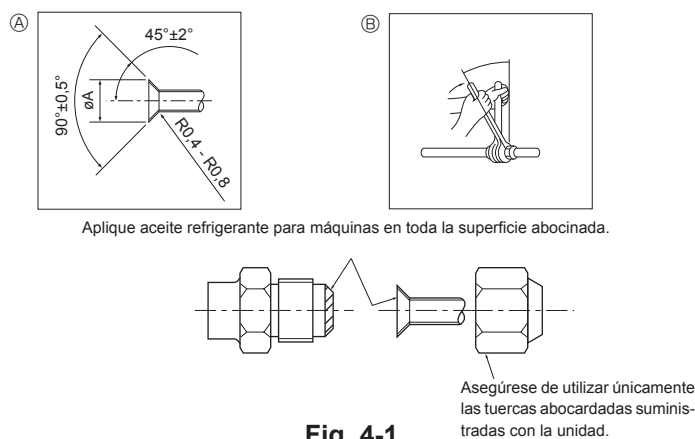 Ⓐ
45°±2°
90°±0,5°
øA
R0,4 - R0,8
Ⓑ
Aplique aceite refrigerante para máquinas en toda la superficie abocinada.
Asegúrese de utilizar únicamente
las tuercas abocardadas suminis-
tradas con la unidad.
Fig. 4-1